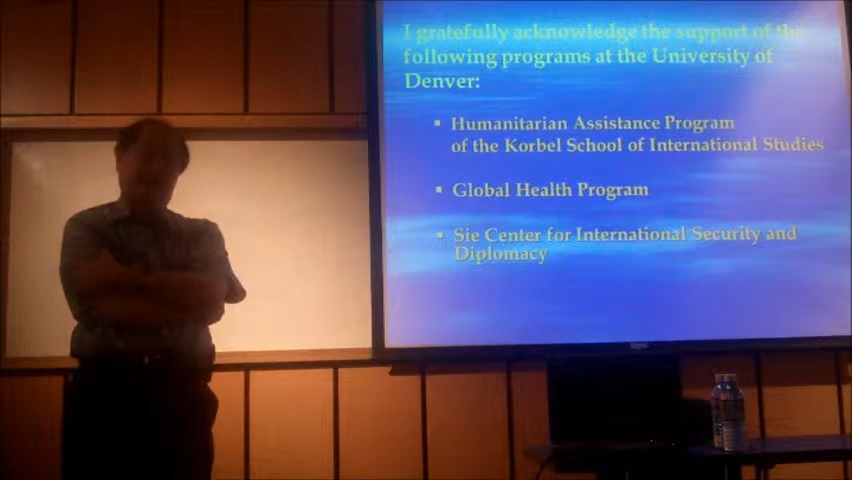 I gratefully acknowledge the support of the
following programs at the University of
Denver:
▪ Humanitarian Assistance Program
of the Korbel School of International Studies
▪ Global Health Program
▪ Sie Center for International Security and
Diplomacy